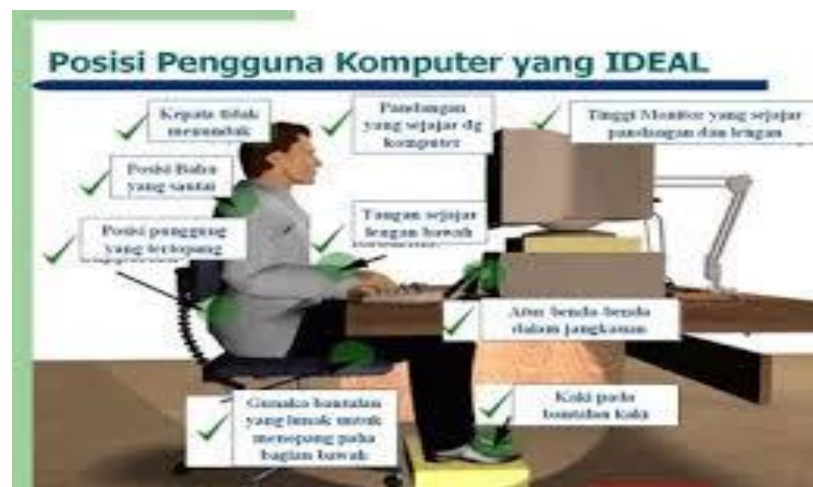 Posisi Pengguna Komputer yang IDEAL
Kepala tidak
menunduk
Pandangan
yang sejajar dg
komputer
Tinggi Monitor yang sejajar
pandangan dan lengan
Posisi Bahu
yang santai
Posisi punggung
yang tertopang
Tangan sejajar
lengan bawah
Atur benda-benda
dalam jangkauan
Gunaka bantalan
yang lunak untuk
menopang paha
bagian bawah
Kaki pada
bantalan kaki